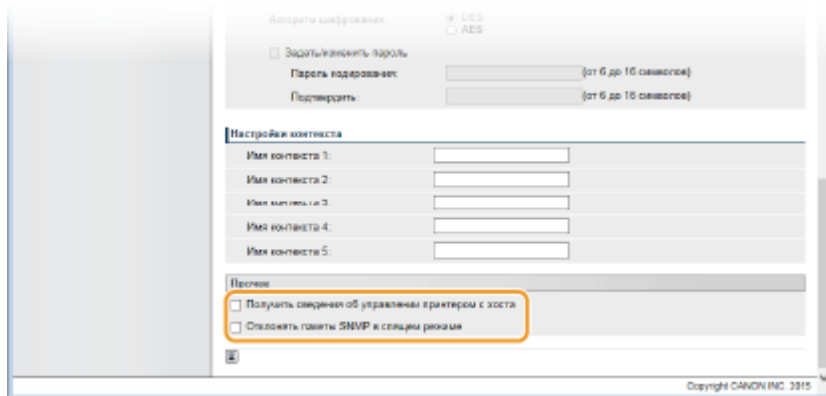 Алгоритм шифрования:
DES
AES
Задать/изменить пароль
Пароль кодирования: (от 6 до 16 символов)
Подтвердить: (от 6 до 16 символов)
Настройки контекста
Имя контекста 1:
Имя контекста 2:
Имя контекста 3:
Имя контекста 4:
Имя контекста 5:
Прочее
Получить сведения об управлении принтером с хоста
Отклонять пакеты SNMP в спящем режиме
Copyright CANON INC. 2015